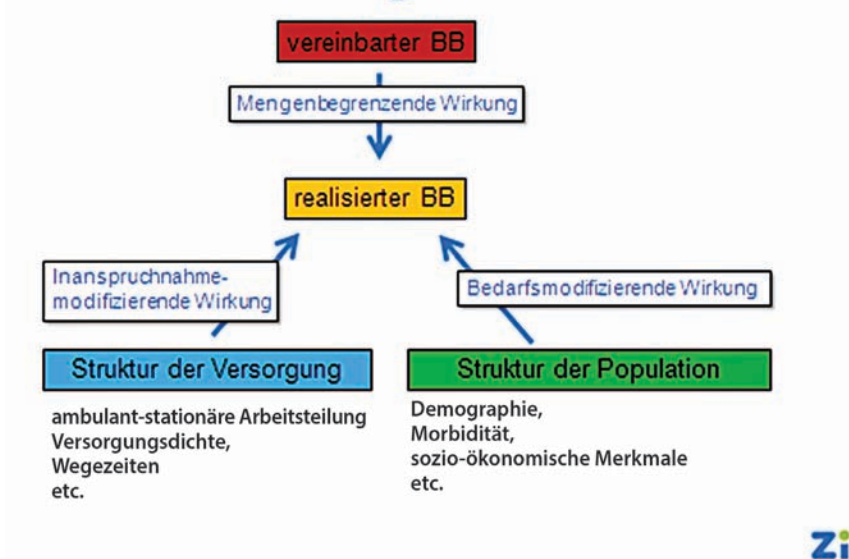 vereinbarter BB
Mengenbegrenzende Wirkung
realisierter BB
Inanspruchnahme-
modifizierende Wirkung
Bedarfsmodifizierende Wirkung
Struktur der Versorgung
ambulant-stationäre Arbeitsteilung
Versorgungsdichte,
Wegezeiten
etc.
Struktur der Population
Demographie,
Morbidität,
sozio-ökonomische Merkmale
etc.
Zi